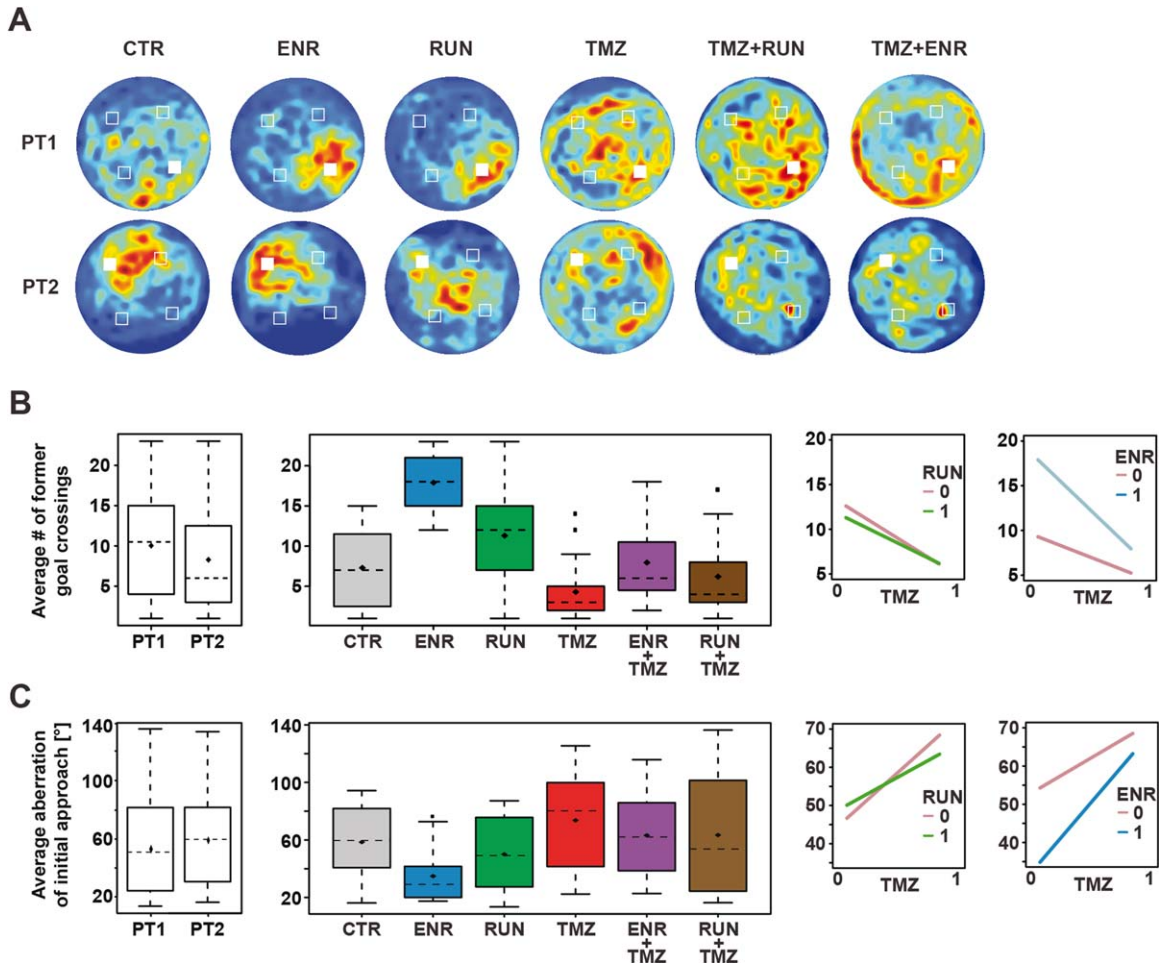 A
CTR ENR RUN TMZ TMZ+RUN TMZ+ENR
PT1
PT2
B
Average # of former
goal crossings
20
15
10
5
PT1 PT2
CTR ENR RUN TMZ ENR + TMZ RUN + TMZ
20
15
10
5
RUN
0
1
0 TMZ 1
20
15
10
5
ENR
0
1
0 TMZ 1
C
Average aberration
of initial approach [°]
140
100
60
20
PT1 PT2
140
100
60
20
CTR ENR RUN TMZ ENR + TMZ RUN + TMZ
70
60
50
40
RUN
0
1
0 TMZ 1
70
60
50
40
ENR
0
1
0 TMZ 1